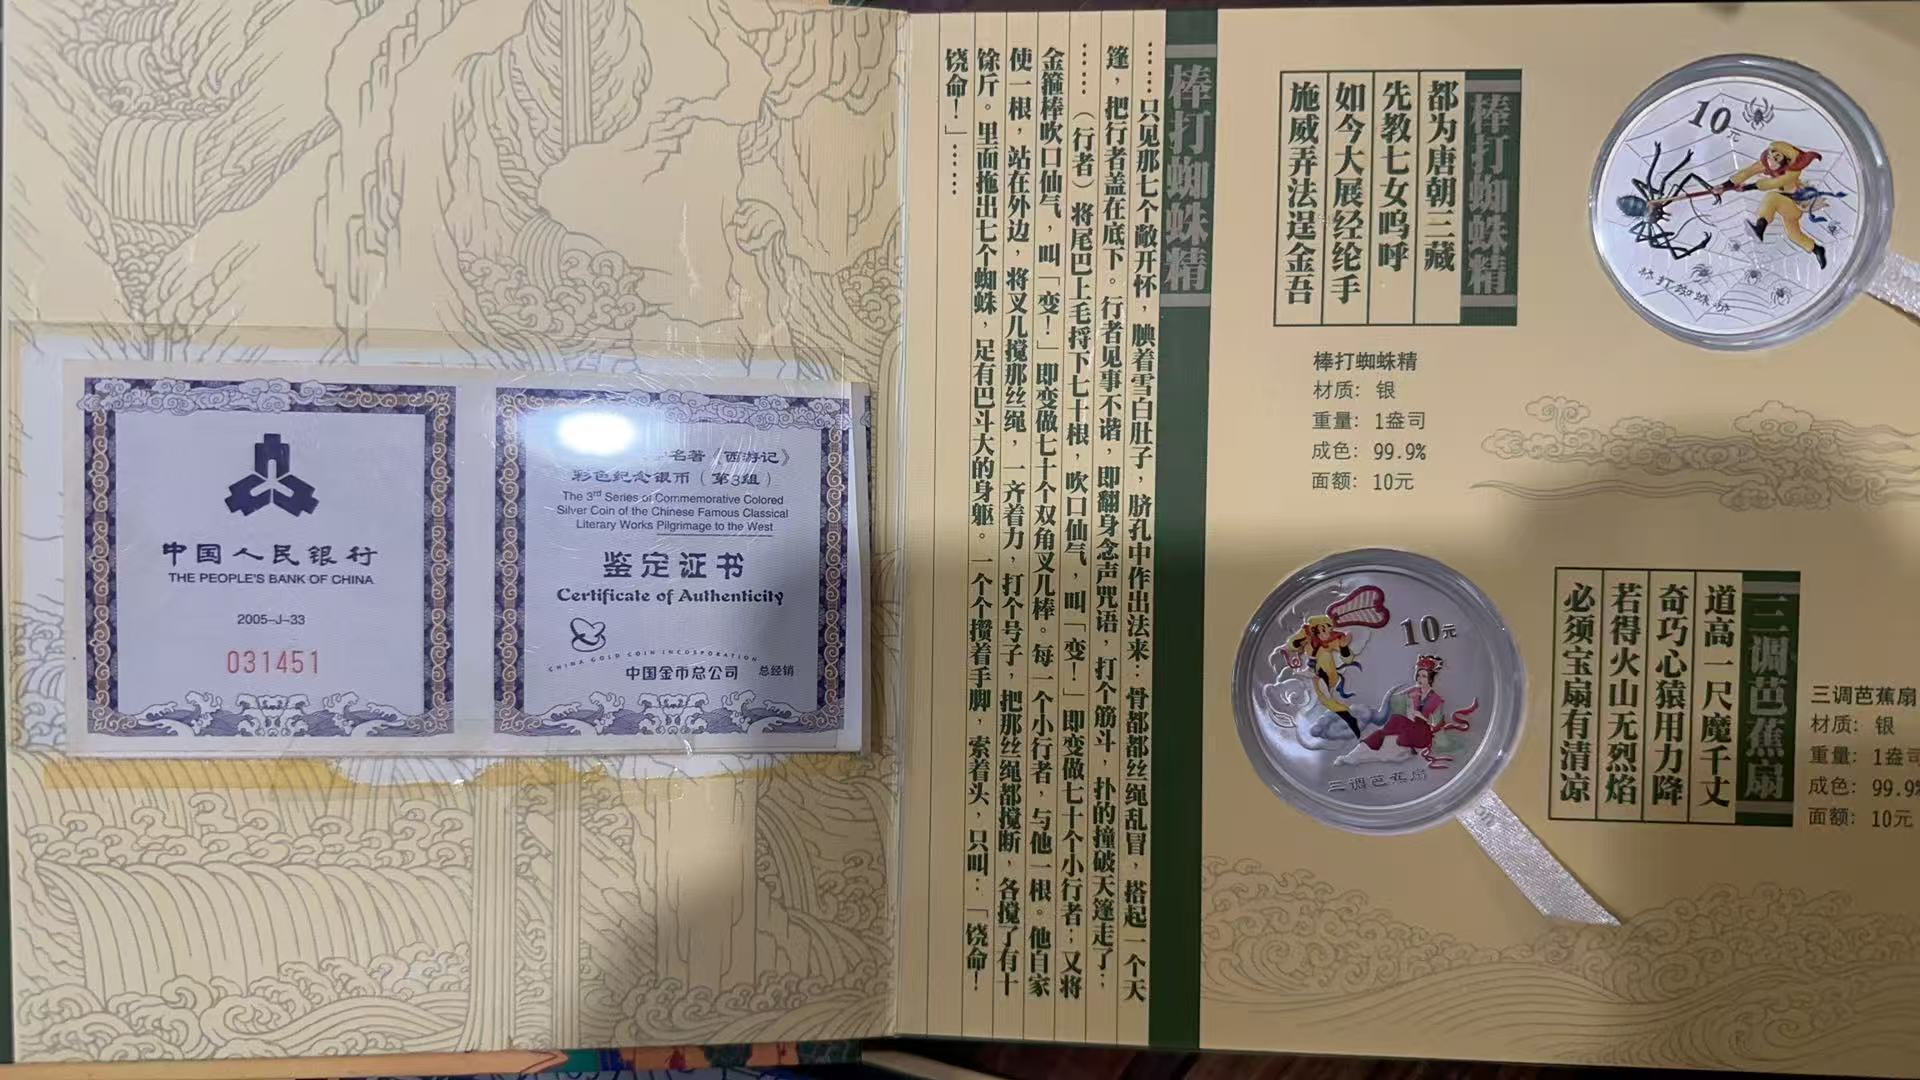 中国人民银行
THE PEOPLE'S BANK OF CHINA
2005-J-33
031451
名著《西游记》
彩色纪念银币（第3组）
The 3rd Series of Commemorative Colored
Silver Coin of the Chinese Famous Classical
Literary Works Pilgrimage to the West
鉴定证书
Certificate of Authenticity
CHINA GOLD COIN INCORPORATION
中国金币总公司 总经销
棒打蜘蛛精
……只见那七个敞开怀，腆着雪白肚子，脐孔中作出法来：骨都都丝绳乱冒，搭起一个天
篷，把行者盖在底下。行者见事不谐，即翻身念声咒语，打个筋斗，扑的撞破天篷走了；
……（行者）将尾巴上毛捋下七十根，吹口仙气，叫「变！」即变做七十个小行者；又将
金箍棒吹口仙气，叫「变！」即变做七十个双角叉儿棒。每一个小行者，与他一根。他自家
使一根，站在外边，将叉儿搅那丝绳，一齐着力，打个号子，把那丝绳都搅断，各搅了有十
馀斤。里面拖出七个蜘蛛，足有巴斗大的身躯。一个个攒着手脚，索着头，只叫：「饶命！
饶命！」……
棒打蜘蛛精
都为唐朝三藏
先教七女呜呼
如今大展经纶手
施威弄法逞金吾
10元
棒打蜘蛛精
棒打蜘蛛精
材质：银
重量：1盎司
成色：99.9%
面额：10元
10元
三调芭蕉扇
三调芭蕉扇
道高一尺魔千丈
奇巧心猿用力降
若得火山无烈焰
必须宝扇有清凉
三调芭蕉扇
材质：银
重量：1盎司
成色：99.9%
面额：10元